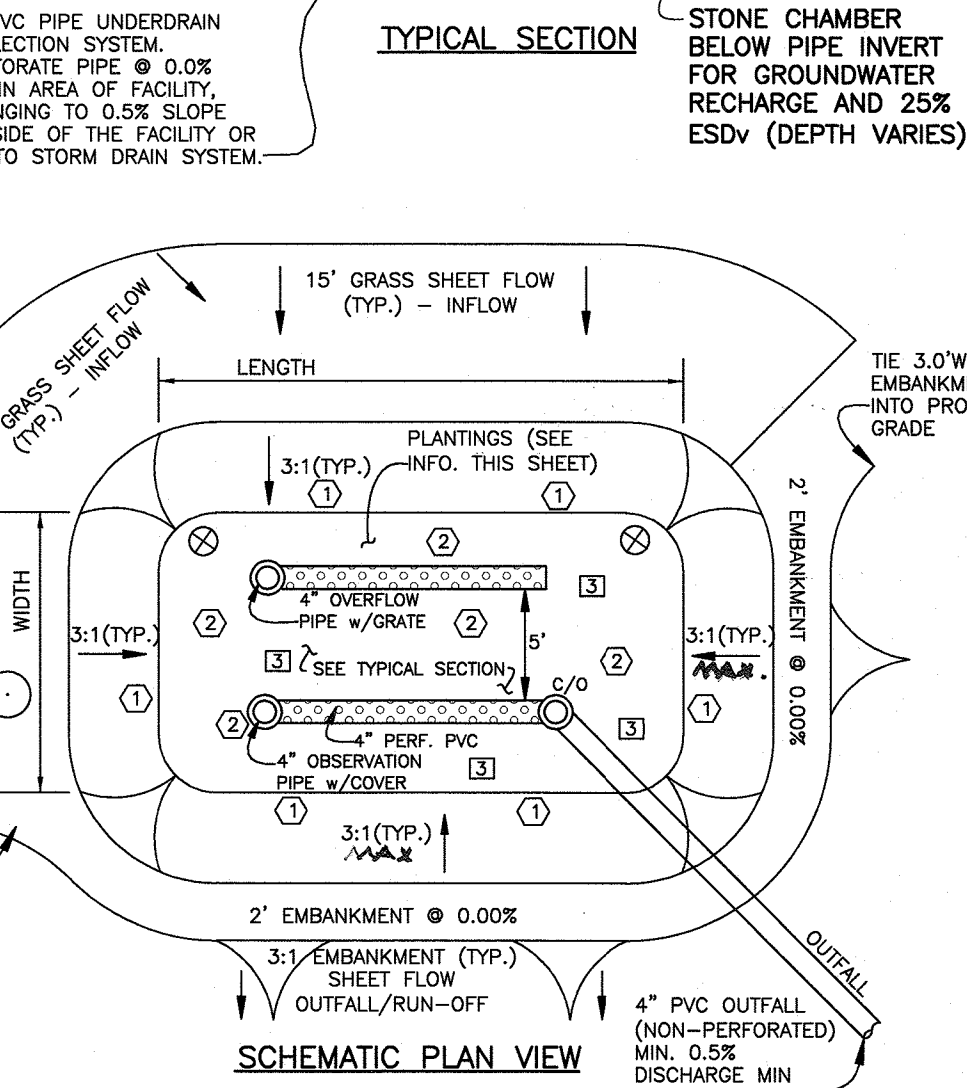 VC PIPE UNDERDRAIN
LECTION SYSTEM.
FORATE PIPE @ 0.0%
IN AREA OF FACILITY,
NGING TO 0.5% SLOPE
SIDE OF THE FACILITY OR
TO STORM DRAIN SYSTEM.
TYPICAL SECTION
STONE CHAMBER
BELOW PIPE INVERT
FOR GROUNDWATER
RECHARGE AND 25%
ESDv (DEPTH VARIES)
15' GRASS SHEET FLOW
(TYP.) – INFLOW
GRASS SHEET FLOW
(TYP.) – INFLOW
LENGTH
TIE 3.0'W
EMBANKM
INTO PRO
GRADE
PLANTINGS (SEE
INFO. THIS SHEET)
3:1(TYP.)
1
1
2
2' EMBANKMENT @ 0.00%
WIDTH
3
4" OVERFLOW
PIPE w/GRATE
2
2
5'
3:1(TYP.)
3:1(TYP.)
MAX.
3
SEE TYPICAL SECTION
2
C/O
1
1
2
4" PERF. PVC
3
4" OBSERVATION
PIPE w/COVER
3
1
1
3:1(TYP.)
MAX
2' EMBANKMENT @ 0.00%
3:1 EMBANKMENT (TYP.)
SHEET FLOW
OUTFALL/RUN-OFF
OUTFALL
4" PVC OUTFALL
(NON-PERFORATED)
MIN. 0.5%
DISCHARGE MIN
SCHEMATIC PLAN VIEW